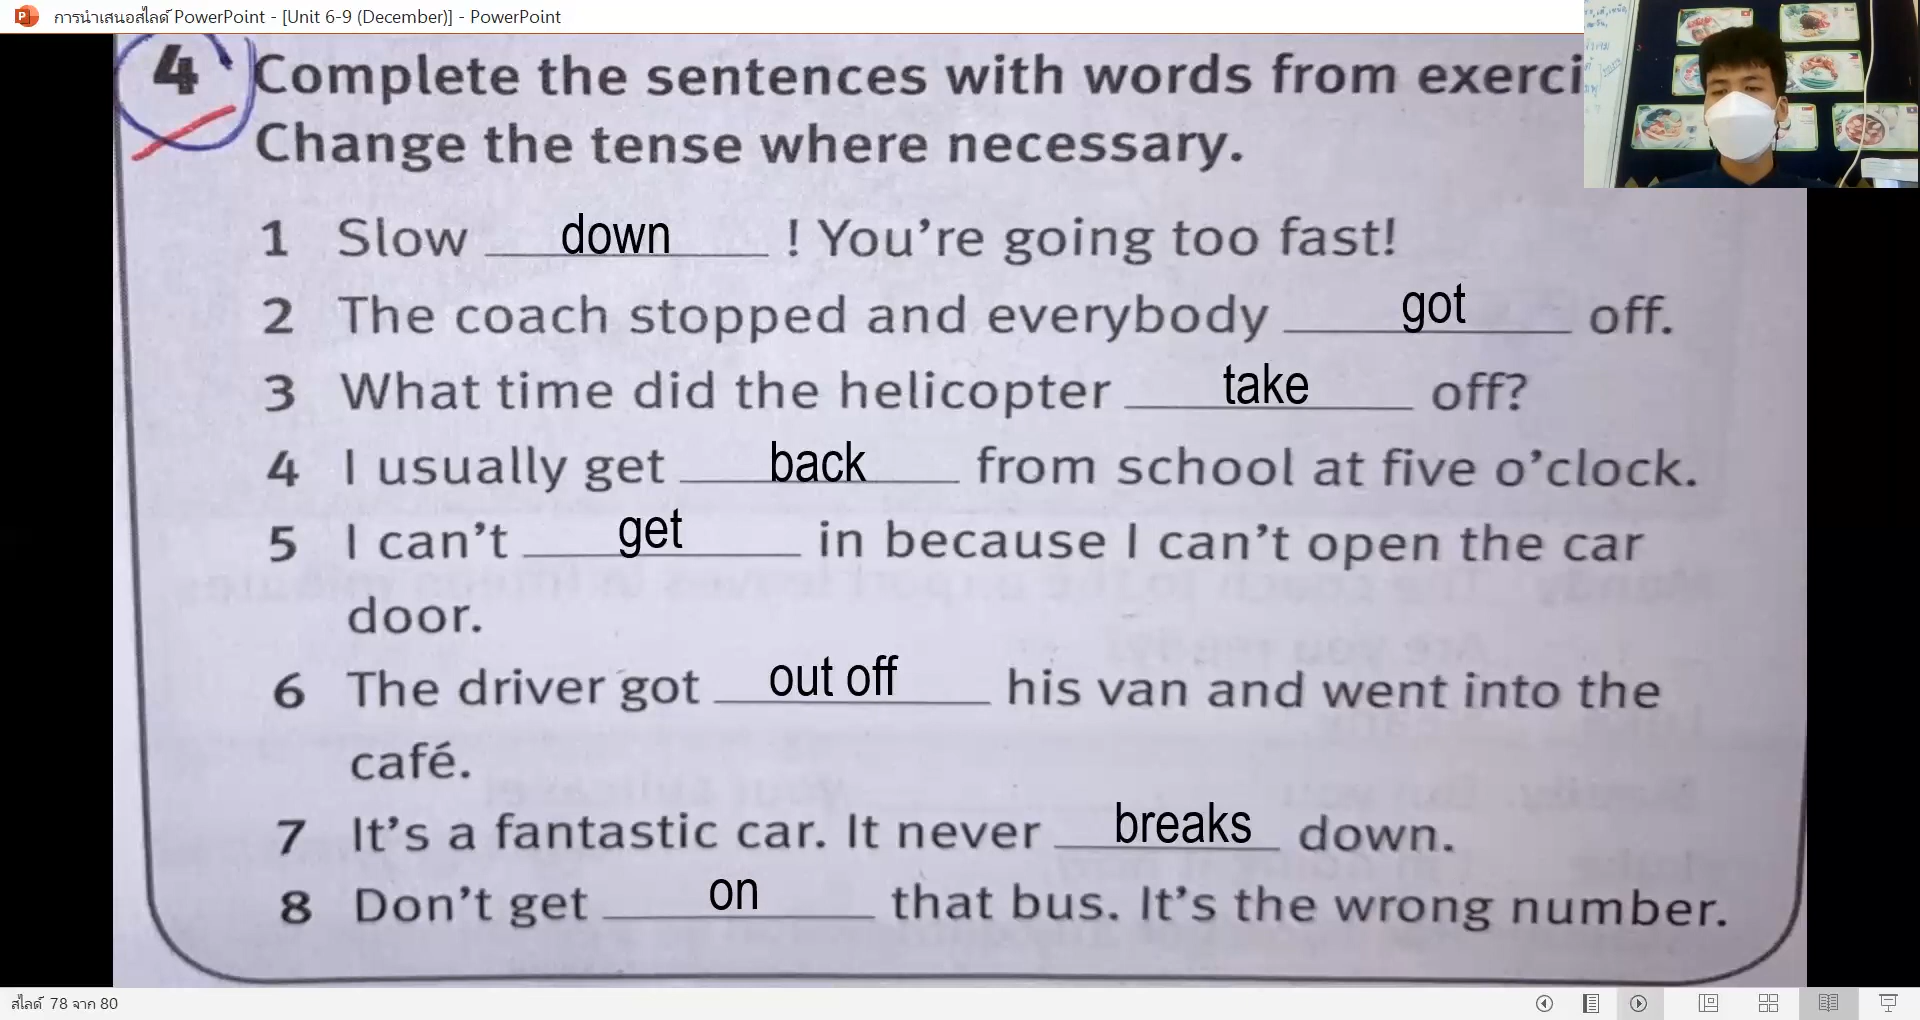 การนำเสนอสไลด์ PowerPoint - [Unit 6-9 (December)] - PowerPoint
4 Complete the sentences with words from exerci
Change the tense where necessary.
1 Slow down ! You're going too fast!
2 The coach stopped and everybody got off.
3 What time did the helicopter take off?
4 I usually get back from school at five o'clock.
5 I can't get in because I can't open the car
door.
6 The driver got out off his van and went into the
café.
7 It's a fantastic car. It never breaks down.
8 Don't get on that bus. It's the wrong number.
สไลด์ 78 จาก 80